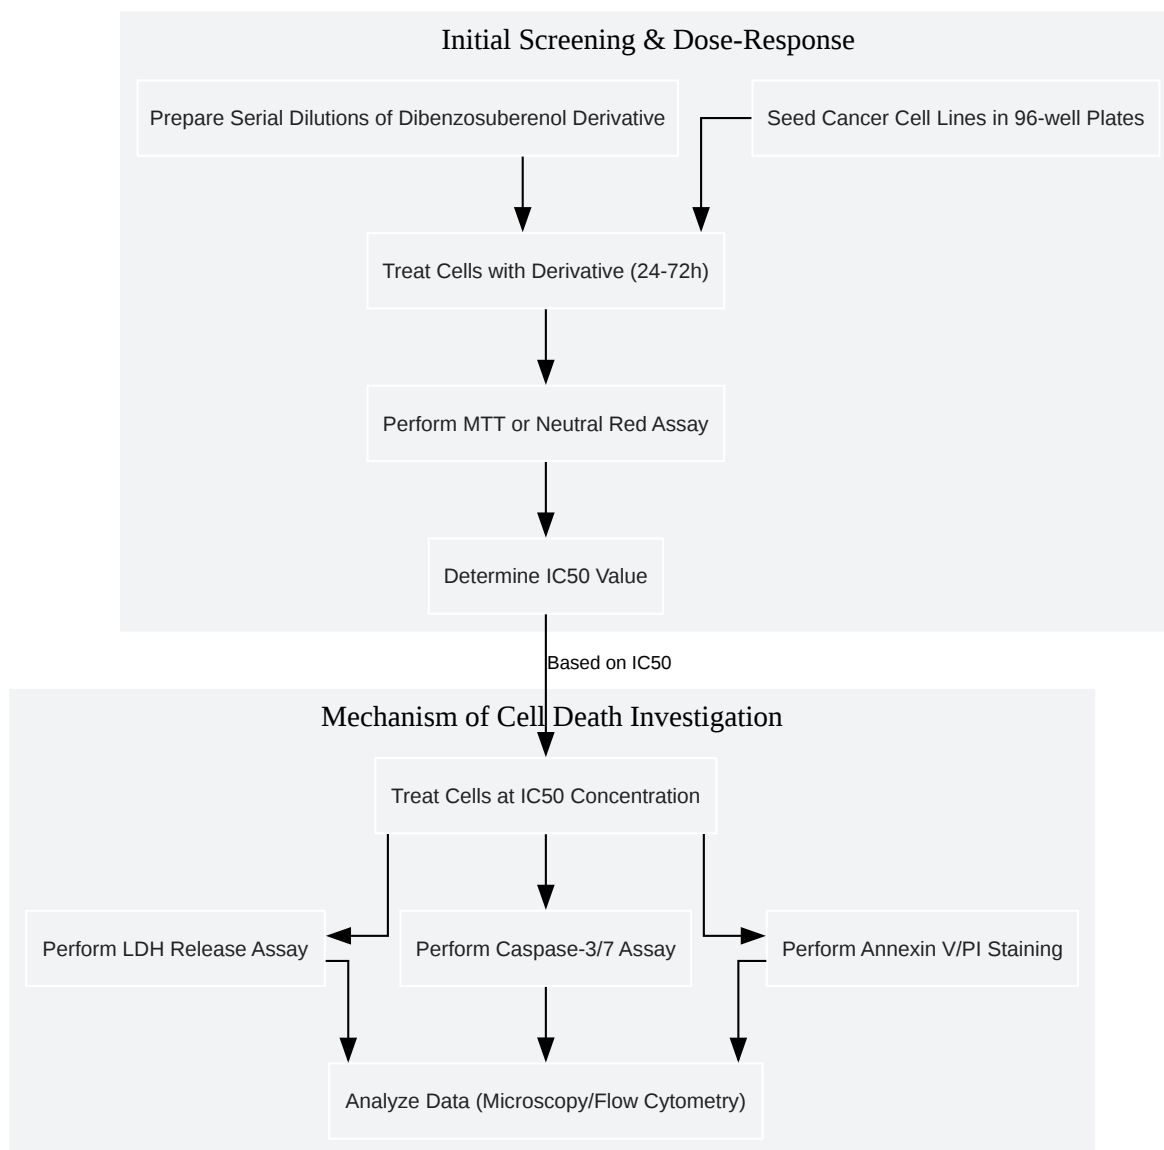 Initial Screening & Dose-Response
Prepare Serial Dilutions of Dibenzosuberenol Derivative
Seed Cancer Cell Lines in 96-well Plates
Treat Cells with Derivative (24-72h)
Perform MTT or Neutral Red Assay
Determine IC50 Value
Based on IC50
Mechanism of Cell Death Investigation
Treat Cells at IC50 Concentration
Perform LDH Release Assay
Perform Caspase-3/7 Assay
Perform Annexin V/PI Staining
Analyze Data (Microscopy/Flow Cytometry)